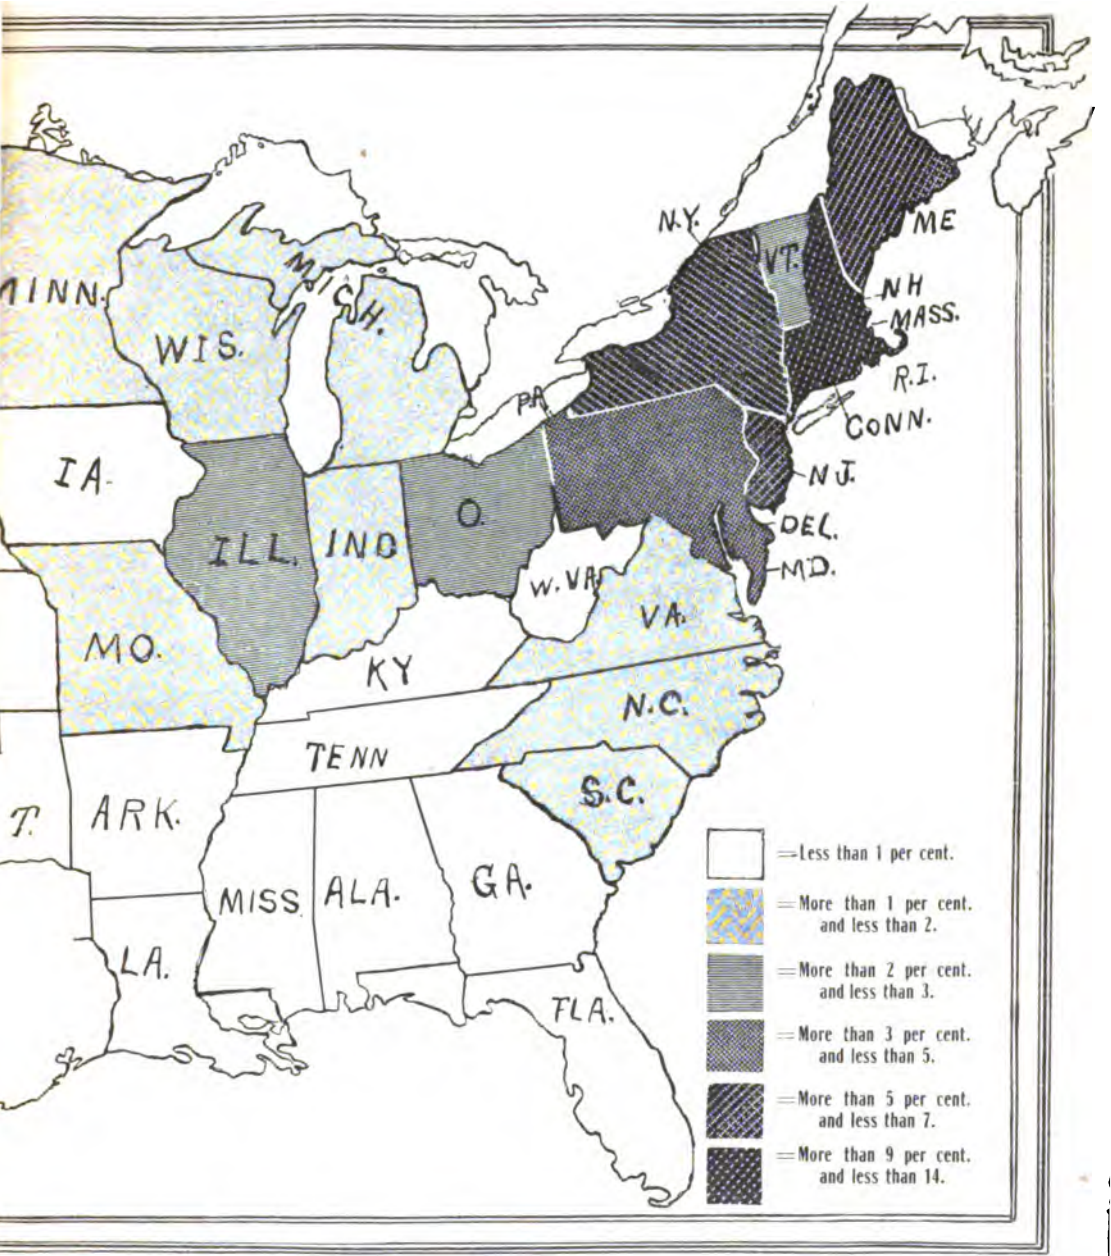 N.Y.
ME
VT.
MINN.
MICH.
NH
MASS.
WIS.
R.I.
PA
CONN.
IA.
N.J.
O.
DEL.
ILL.
IND
MD.
W.VA.
VA.
MO.
KY
N.C.
TENN
S.C.
T.
ARK.
=Less than 1 per cent.
GA.
MISS.
ALA.
=More than 1 per cent.
and less than 2.
LA.
=More than 2 per cent.
and less than 3.
FLA.
=More than 3 per cent.
and less than 5.
=More than 5 per cent.
and less than 7.
=More than 9 per cent.
and less than 14.